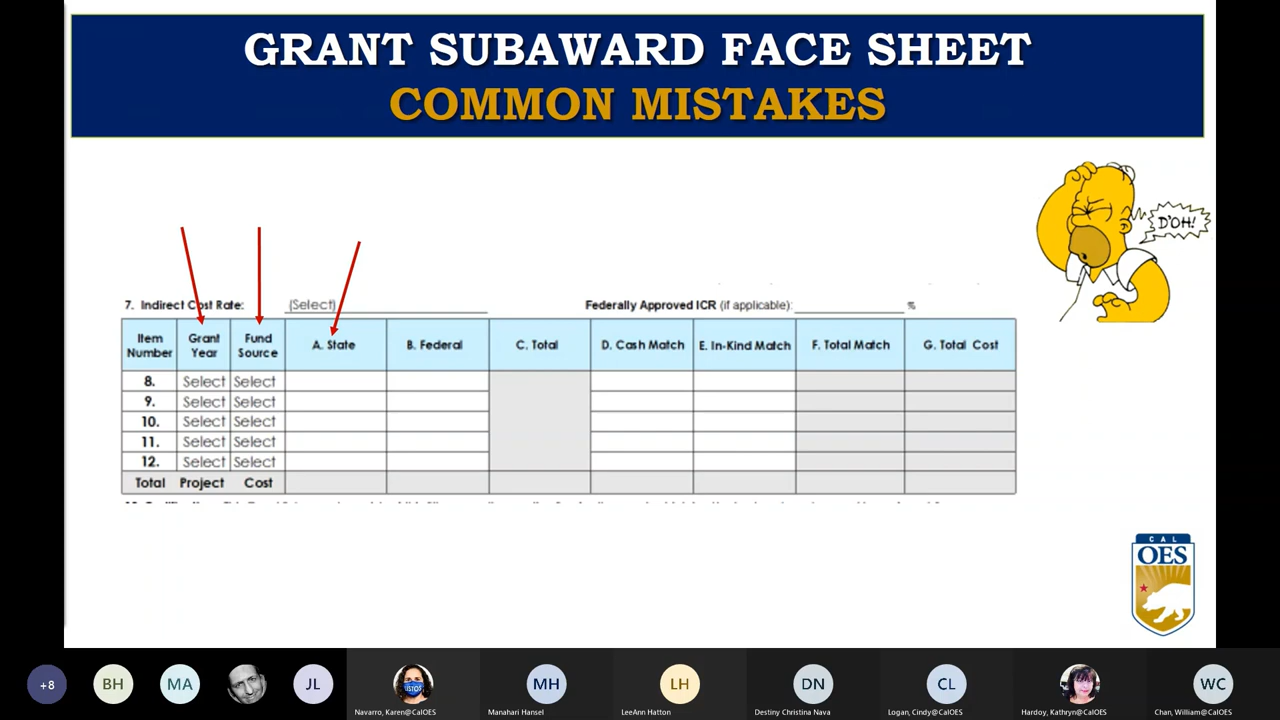 GRANT SUBAWARD FACE SHEET
COMMON MISTAKES
D'OH!
7. Indirect Cost Rate: (Select) Federally Approved ICR (if applicable): %
Item Number Grant Year Fund Source A. State B. Federal C. Total D. Cash Match E. In-Kind Match F. Total Match G. Total Cost
8. Select Select
9. Select Select
10. Select Select
11. Select Select
12. Select Select
Total Project Cost
CAL
OES
+8 BH MA JL MH LH DN CL WC
Navarro, Karen@CalOES Manahari Hansel LeeAnn Hatton Destiny Christina Nava Logan, Cindy@CalOES Hardoy, Kathryn@CalOES Chan, William@CalOES